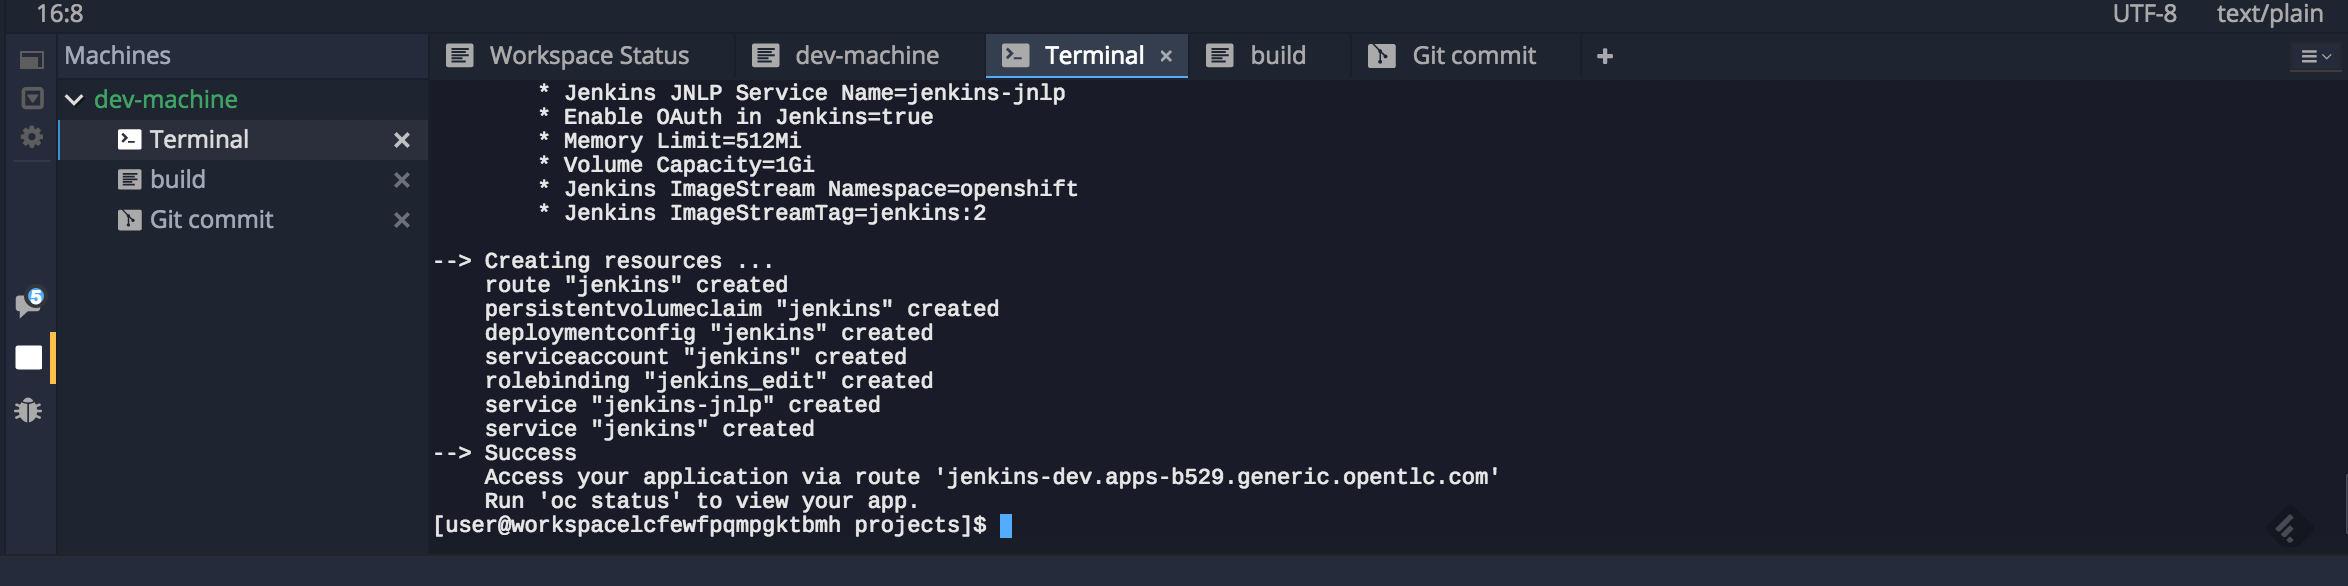 16:8 UTF-8 text/plain
Machines
dev-machine
Terminal
build
Git commit
5
Workspace Status dev-machine Terminal × build Git commit +
* Jenkins JNLP Service Name=jenkins-jnlp
* Enable OAuth in Jenkins=true
* Memory Limit=512Mi
* Volume Capacity=1Gi
* Jenkins ImageStream Namespace=openshift
* Jenkins ImageStreamTag=jenkins:2
--> Creating resources ...
route "jenkins" created
persistentvolumeclaim "jenkins" created
deploymentconfig "jenkins" created
serviceaccount "jenkins" created
rolebinding "jenkins_edit" created
service "jenkins-jnlp" created
service "jenkins" created
--> Success
Access your application via route 'jenkins-dev.apps-b529.generic.opentlc.com'
Run 'oc status' to view your app.
[user@workspacelcfewfpqmpgktbmh projects]$